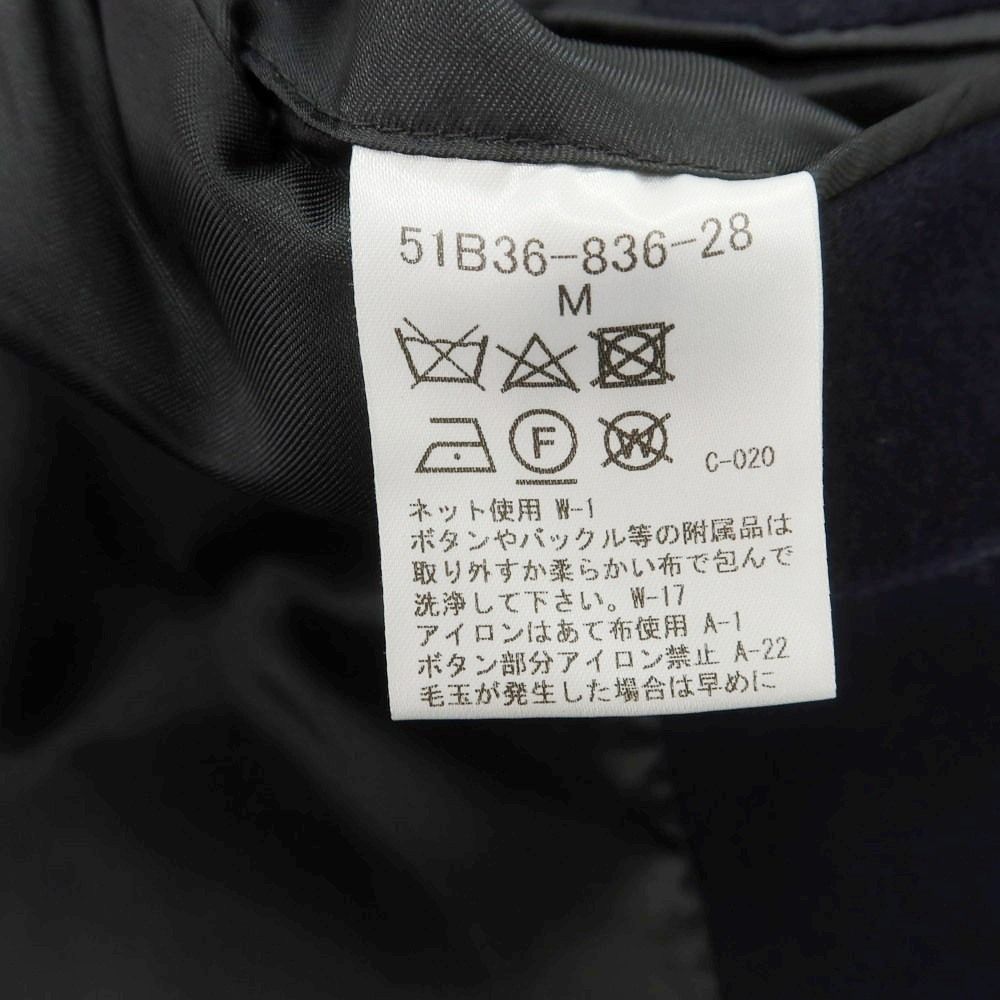 51B36-836-28
M
F W C-020
ネット使用 W-1
ボタンやバックル等の附属品は
取り外すか柔らかい布で包んで
洗浄して下さい。W-17
アイロンはあて布使用 A-1
ボタン部分アイロン禁止 A-22
毛玉が発生した場合は早めに